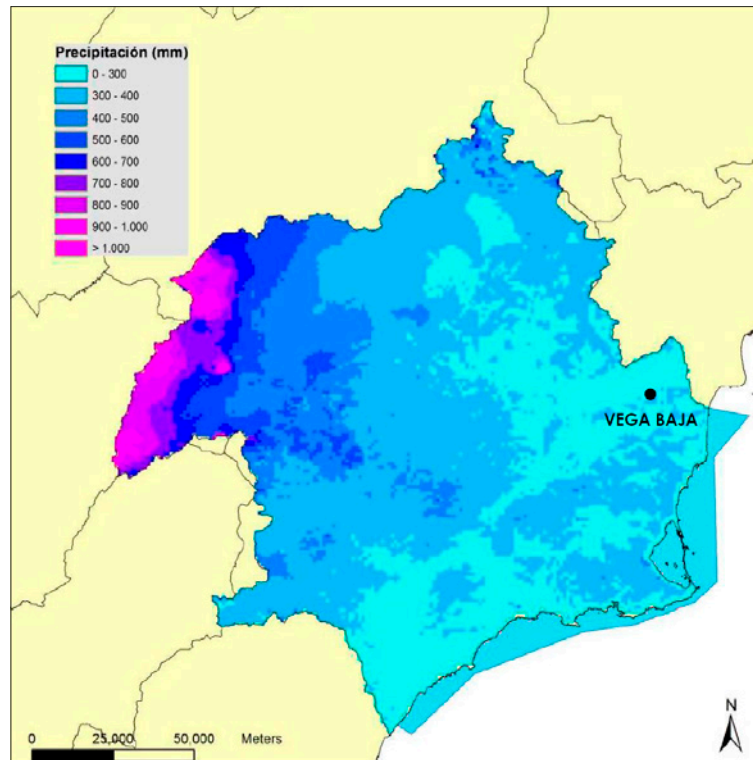 Precipitación (mm)
0 - 300
300 - 400
400 - 500
500 - 600
600 - 700
700 - 800
800 - 900
900 - 1.000
> 1.000
VEGA BAJA
N
0 25,000 50,000 Meters